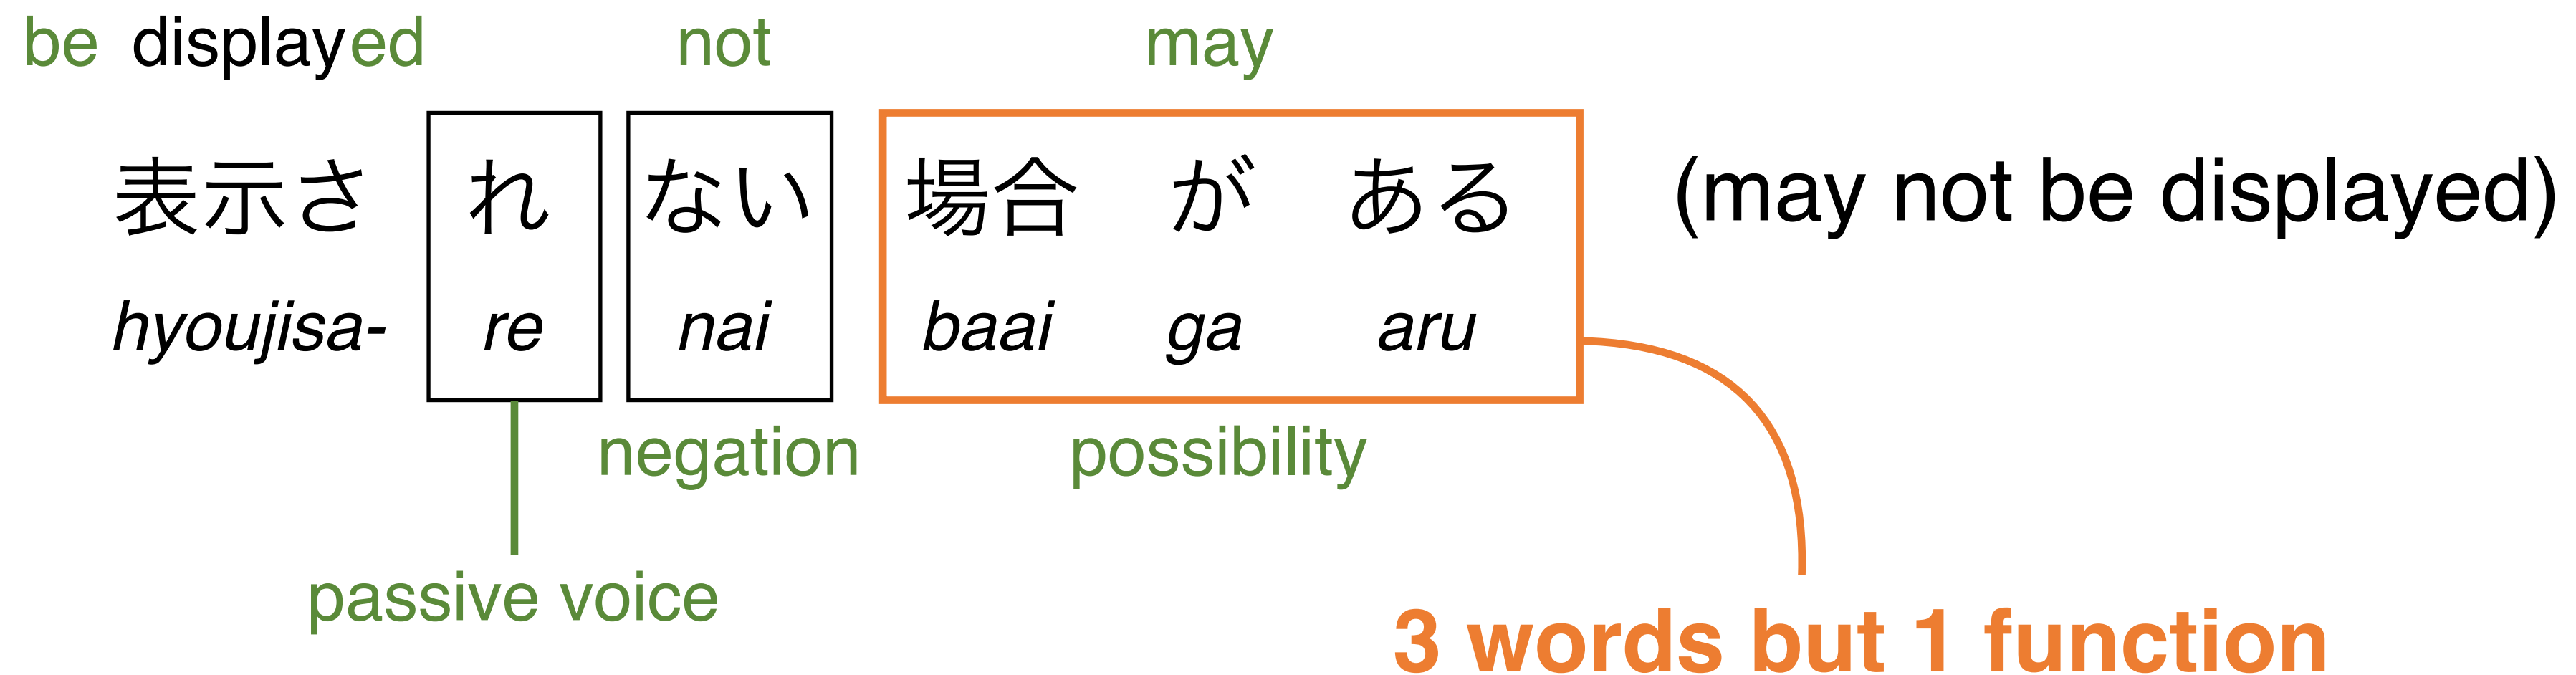 be displayed not may
表示さ れ ない 場合 が ある (may not be displayed)
hyoujisa- re nai baai ga aru
negation possibility
passive voice
3 words but 1 function